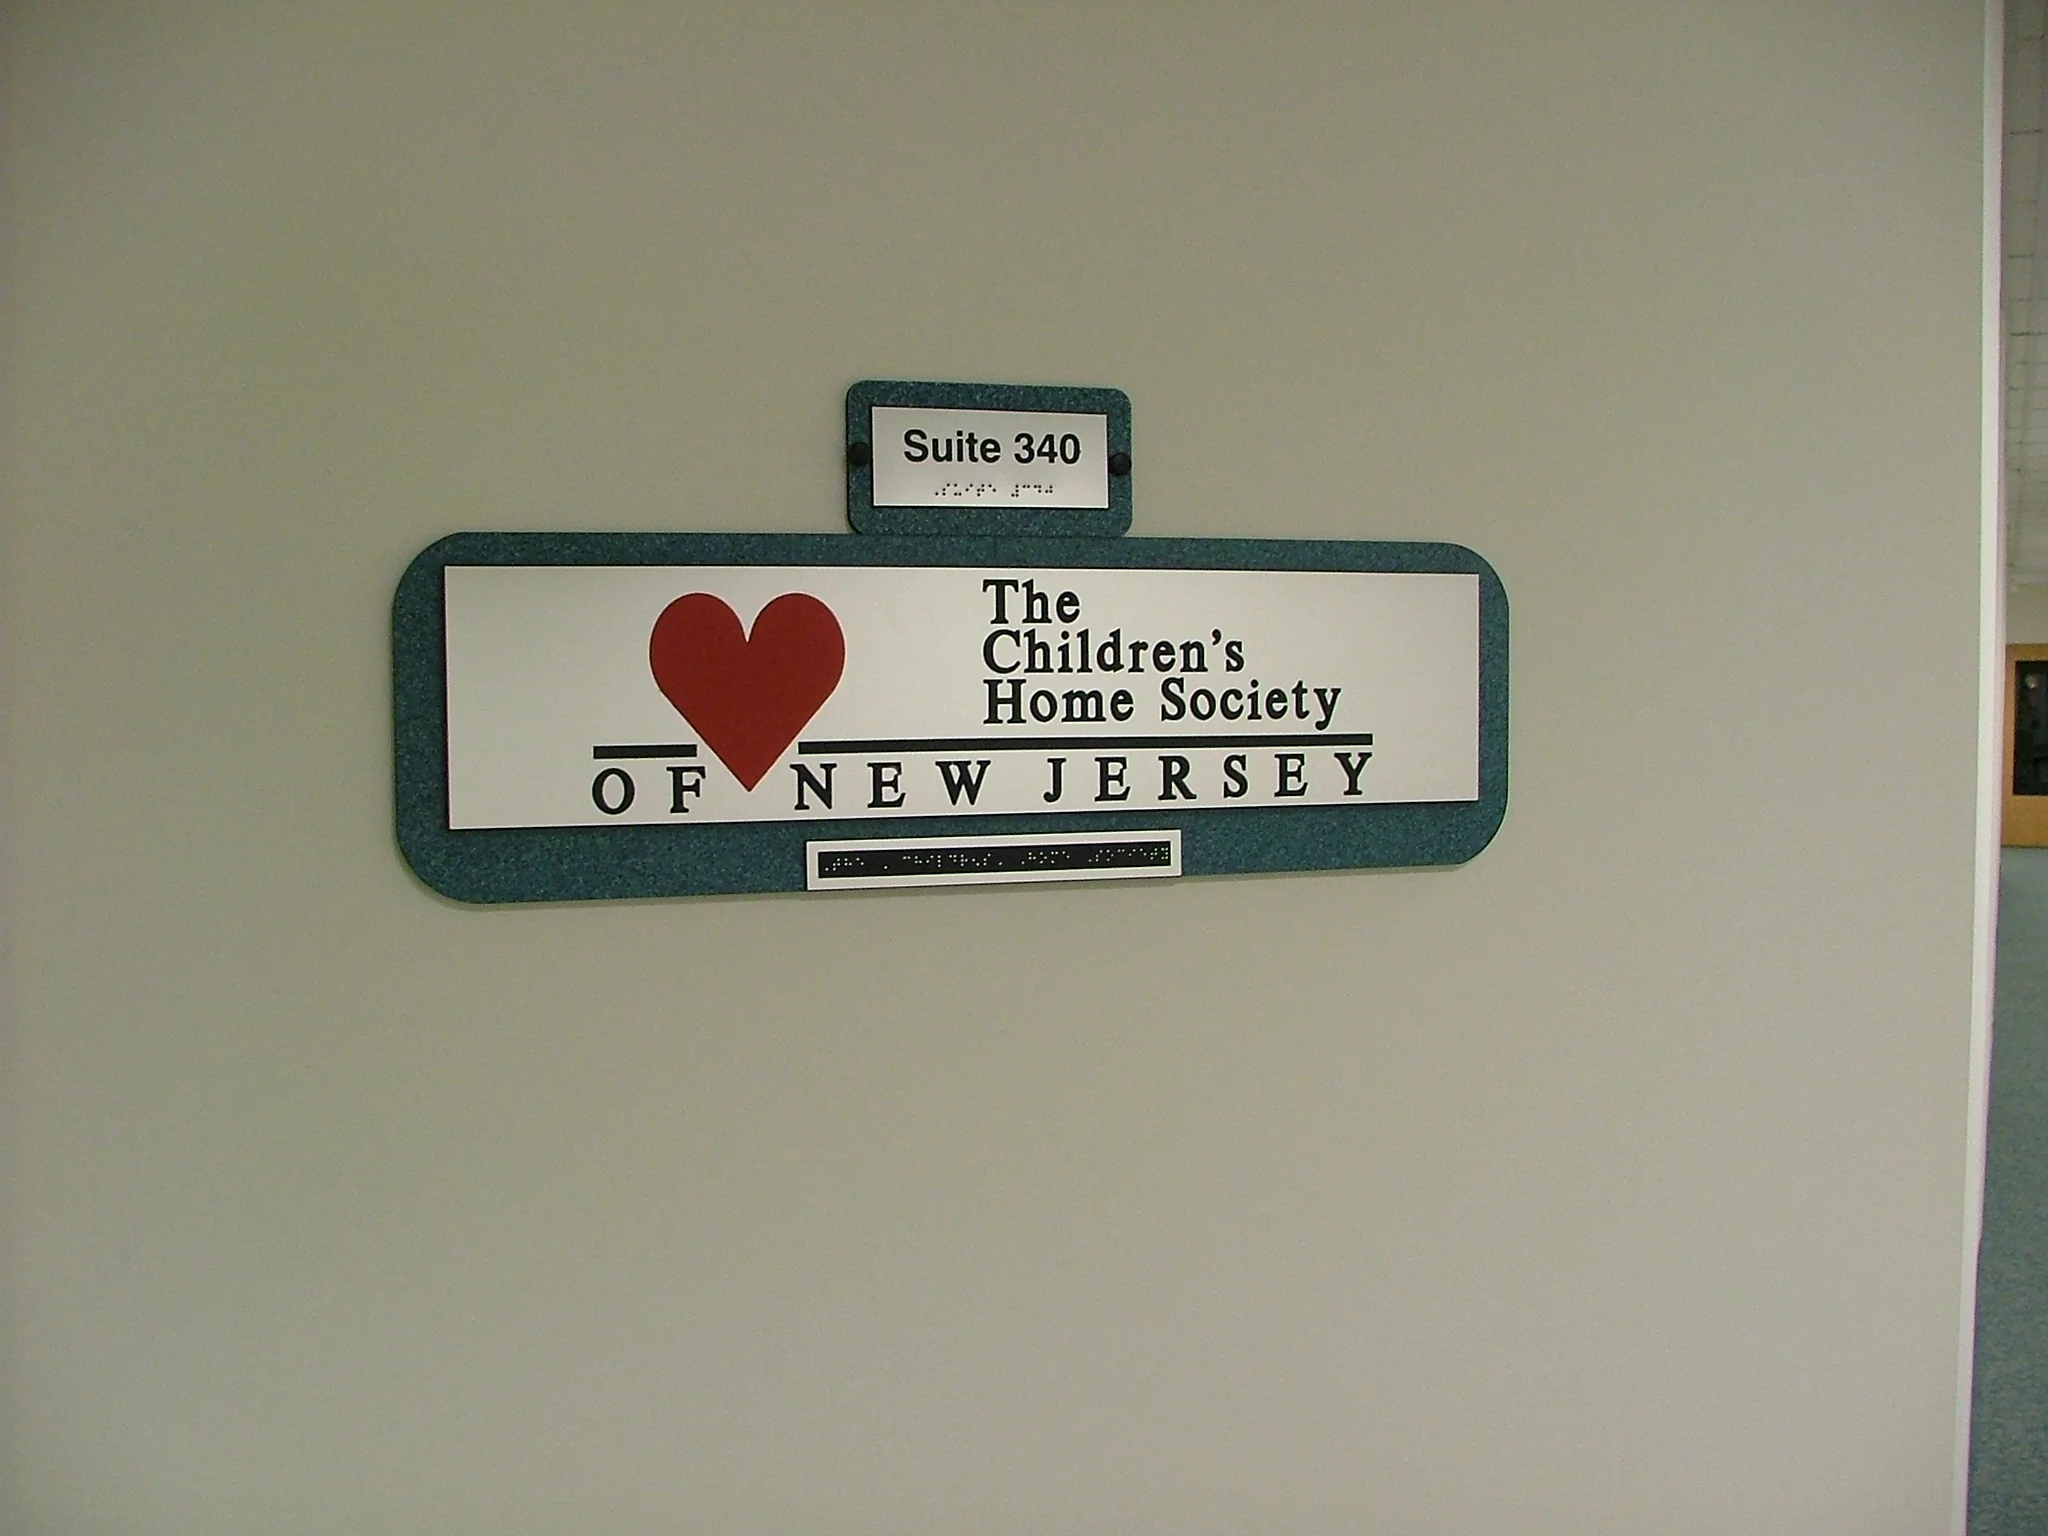 Suite 340
⠠⠎⠥⠊⠞⠑ ⠼⠉⠙⠚
The
Children's
Home Society
OF NEW JERSEY